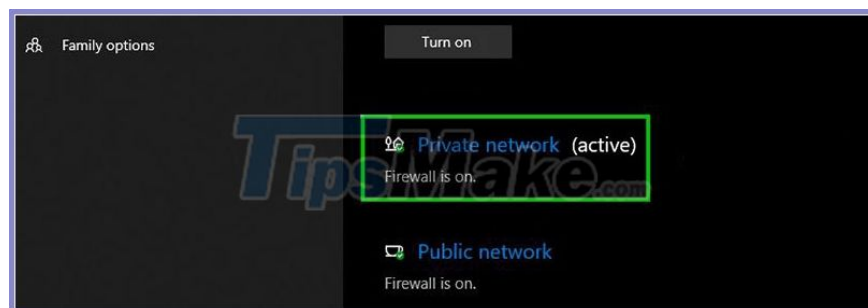 Family options
Turn on
Private network (active)
Firewall is on.
TipsMake.com
Public network
Firewall is on.